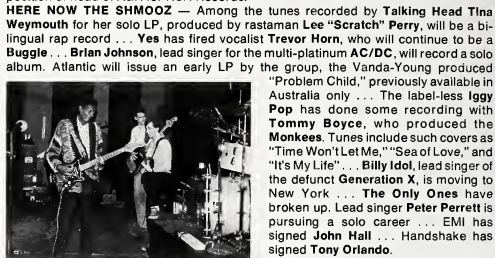 HERE NOW THE SHMOOZ — Among the tunes recorded by Talking Head Tina
Weymouth for her solo LP, produced by rastaman Lee "Scratch" Perry, will be a bi-
lingual rap record ... Yes has fired vocalist Trevor Horn, who will continue to be a
Buggle ... Brian Johnson, lead singer for the multi-platinum AC/DC, will record a solo
album. Atlantic will issue an early LP by the group, the Vanda-Young produced
"Problem Child," previously available in
Australia only ... The label-less Iggy
Pop has done some recording with
Tommy Boyce, who produced the
Monkees. Tunes include such covers as
"Time Won't Let Me," "Sea of Love," and
"It's My Life" ... Billy Idol, lead singer of
the defunct Generation X, is moving to
New York ... The Only Ones have
broken up. Lead singer Peter Perrett is
pursuing a solo career ... EMI has
signed John Hall ... Handshake has
signed Tony Orlando.